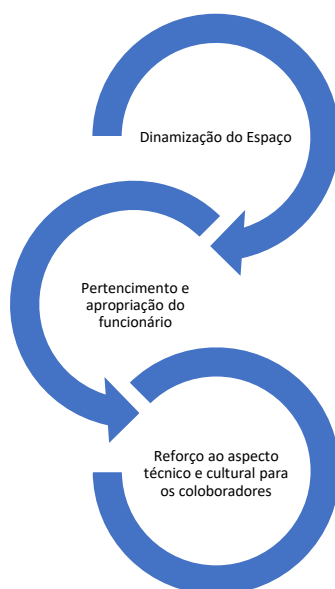 Dinamização do Espaço
Pertencimento e
apropriação do
funcionário
Reforço ao aspecto
técnico e cultural para
os coloboradores